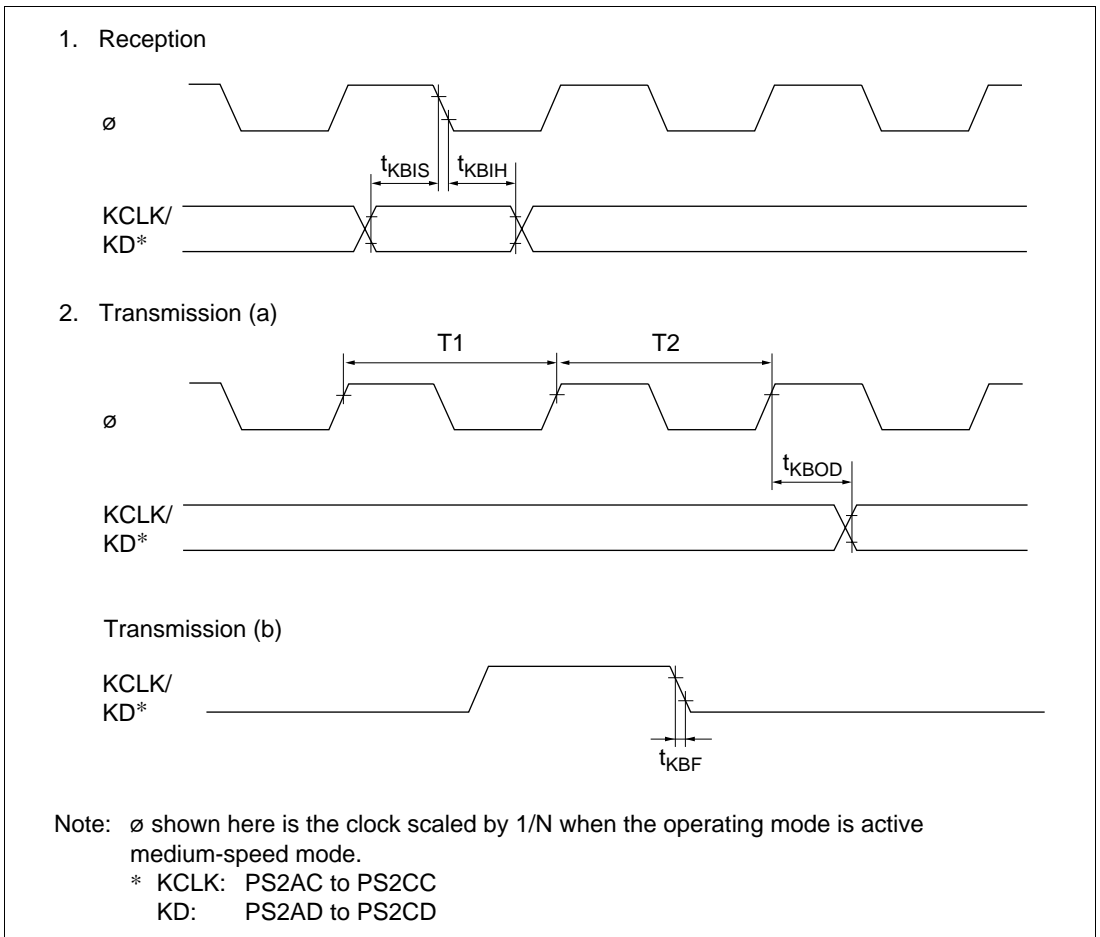 1. Reception
ø
tKBIS
tKBIH
KCLK/
KD*
2. Transmission (a)
T1
T2
ø
tKBOD
KCLK/
KD*
Transmission (b)
KCLK/
KD*
tKBF
Note: ø shown here is the clock scaled by 1/N when the operating mode is active
medium-speed mode.
* KCLK: PS2AC to PS2CC
KD: PS2AD to PS2CD